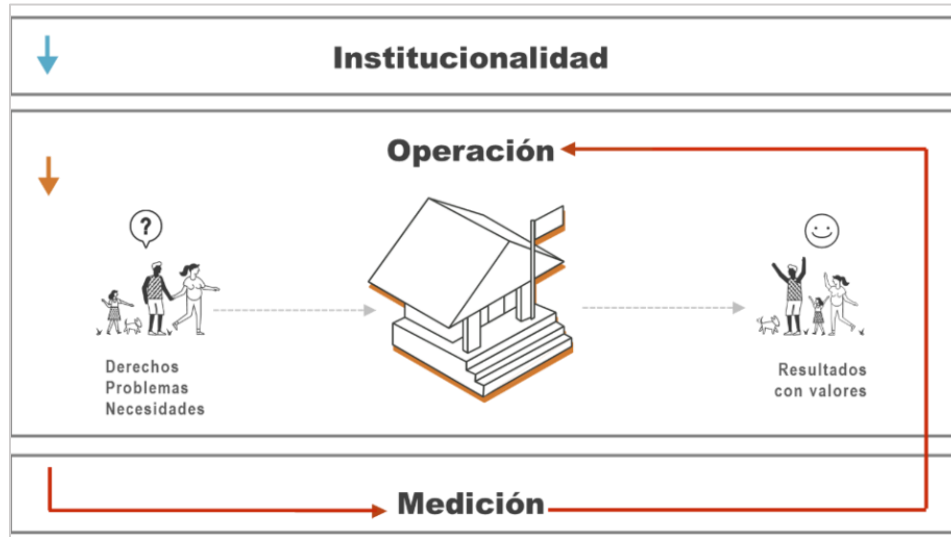 Institucionalidad
Operación
?
Derechos
Problemas
Necesidades
Resultados
con valores
Medición